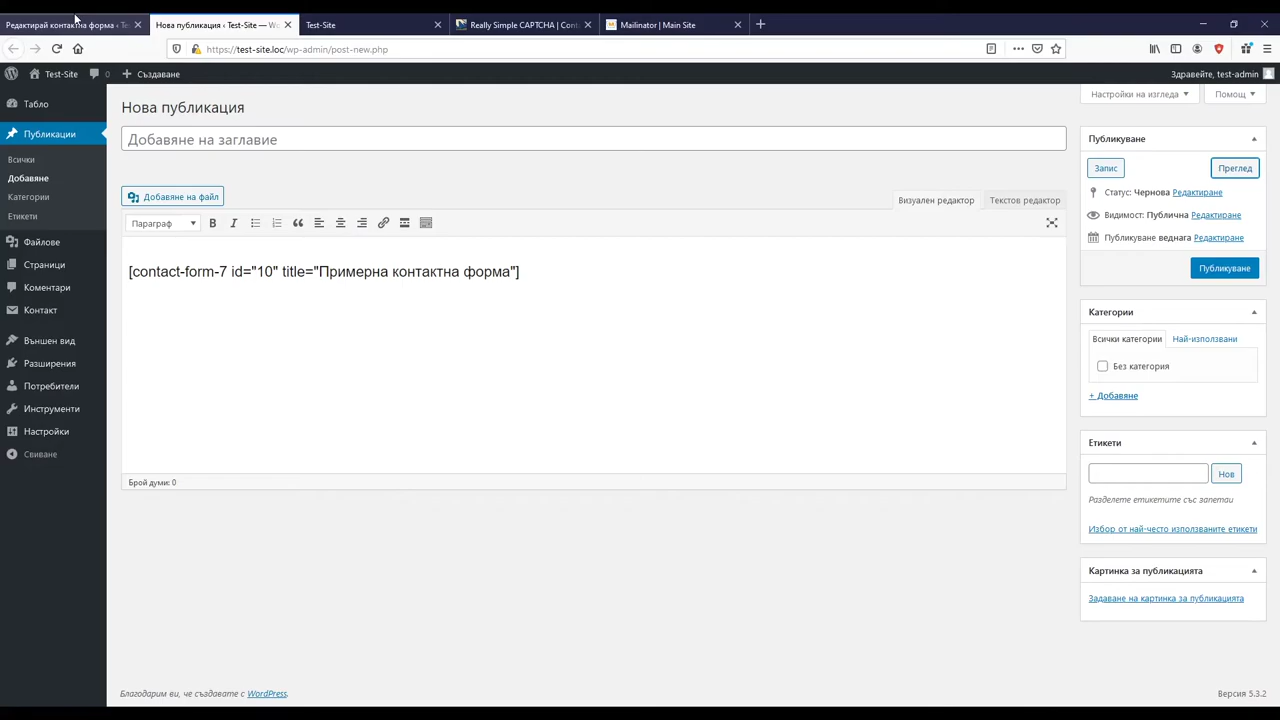 Редактирай контактна форма ‹ Te
Нова публикация ‹ Test-Site — Wo
Test-Site
Really Simple CAPTCHA | Cont
Mailinator | Main Site
https://test-site.loc/wp-admin/post-new.php
Test-Site
0
Създаване
Здравейте, test-admin
Табло
Публикации
Всички
Добавяне
Категории
Етикети
Файлове
Страници
Коментари
Контакт
Външен вид
Разширения
Потребители
Инструменти
Настройки
Свиване
Настройки на изгледа
Помощ
Нова публикация
Добавяне на заглавие
Добавяне на файл
Визуален редактор
Текстов редактор
Параграф
[contact-form-7 id="10" title="Примерна контактна форма"]
Брой думи: 0
Публикуване
Запис
Преглед
Статус: Чернова Редактиране
Видимост: Публична Редактиране
Публикуване веднага Редактиране
Публикуване
Категории
Всички категории
Най-използвани
Без категория
+ Добавяне
Етикети
Нов
Разделете етикетите със запетаи
Избор от най-често използваните етикети
Картинка за публикацията
Задаване на картинка за публикацията
Благодарим ви, че създавате с WordPress.
Версия 5.3.2